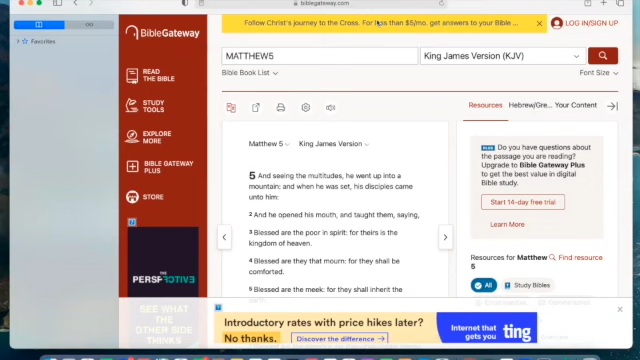 biblegateway.com
Favorites
BibleGateway
Follow Christ's journey to the Cross. For less than $5/mo. get answers to your Bible ...
LOG IN/SIGN UP
MATTHEW5
King James Version (KJV)
Bible Book List
Font Size
READ
THE BIBLE
STUDY
TOOLS
EXPLORE
MORE
BIBLE GATEWAY
PLUS
STORE
Resources
Hebrew/Gre...
Your Content
Matthew 5
King James Version
5 And seeing the multitudes, he went up into a
mountain: and when he was set, his disciples came
unto him:
2 And he opened his mouth, and taught them, saying,
3 Blessed are the poor in spirit: for theirs is the
kingdom of heaven.
4 Blessed are they that mourn: for they shall be
comforted.
5 Blessed are the meek: for they shall inherit the
earth.
PLUS Do you have questions about
the passage you are reading?
Upgrade to Bible Gateway Plus
to get the best value in digital
Bible study.
Start 14-day free trial
Learn More
Resources for Matthew
5
Find resource
All
Study Bibles
Encyclopedias
Commentaries
THE
PERSPECTIVE
SEE WHAT
THE OTHER
SIDE THINKS
Introductory rates with price hikes later?
No thanks.
Discover the difference
Internet that
gets you
ting